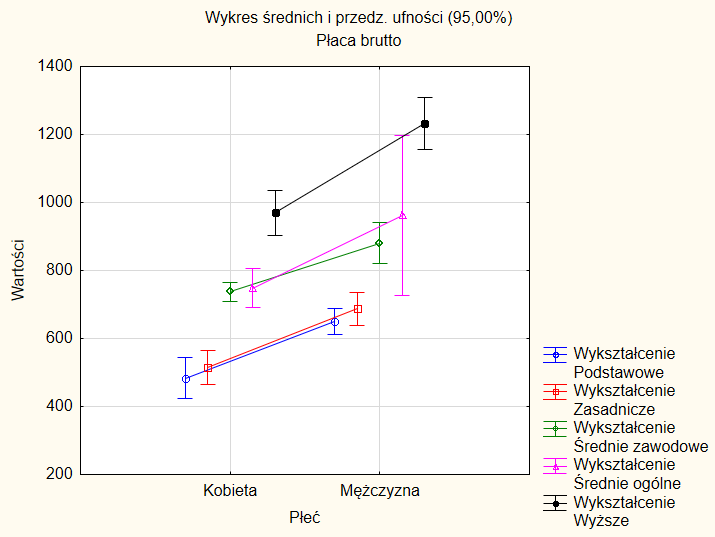 Wykres średnich i przedz. ufności (95,00%)
Płaca brutto
1400
1200
1000
800
600
400
200
Wartości
Kobieta
Mężczyzna
Płeć
Wykształcenie
Podstawowe
Wykształcenie
Zasadnicze
Wykształcenie
Średnie zawodowe
Wykształcenie
Średnie ogólne
Wykształcenie
Wyższe